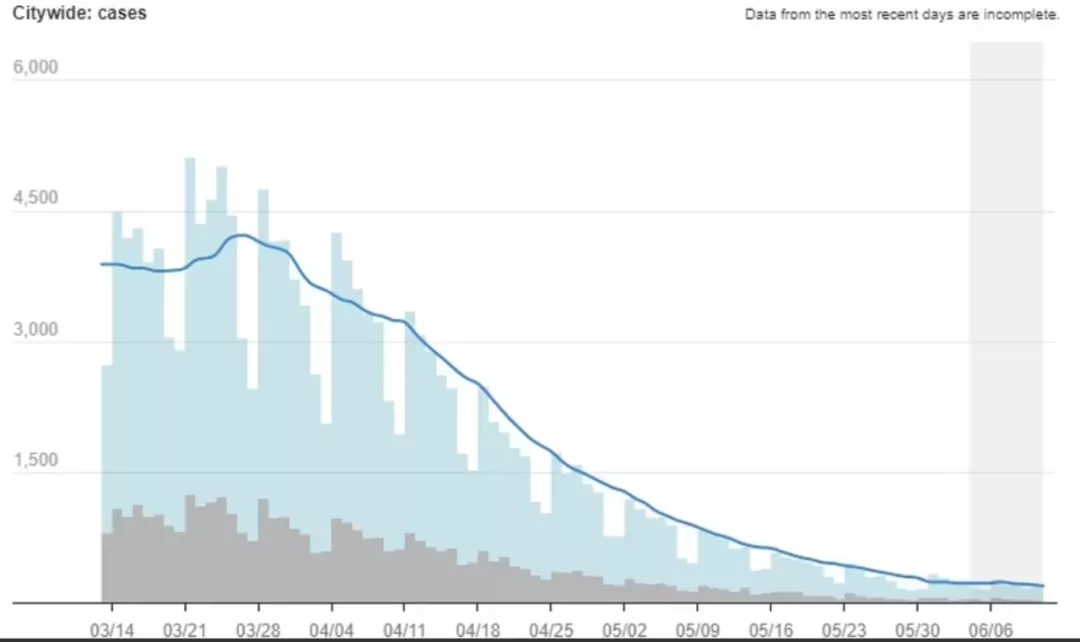 Citywide: cases
Data from the most recent days are incomplete.
6,000
4,500
3,000
1,500
03/14 03/21 03/28 04/04 04/11 04/18 04/25 05/02 05/09 05/16 05/23 05/30 06/06